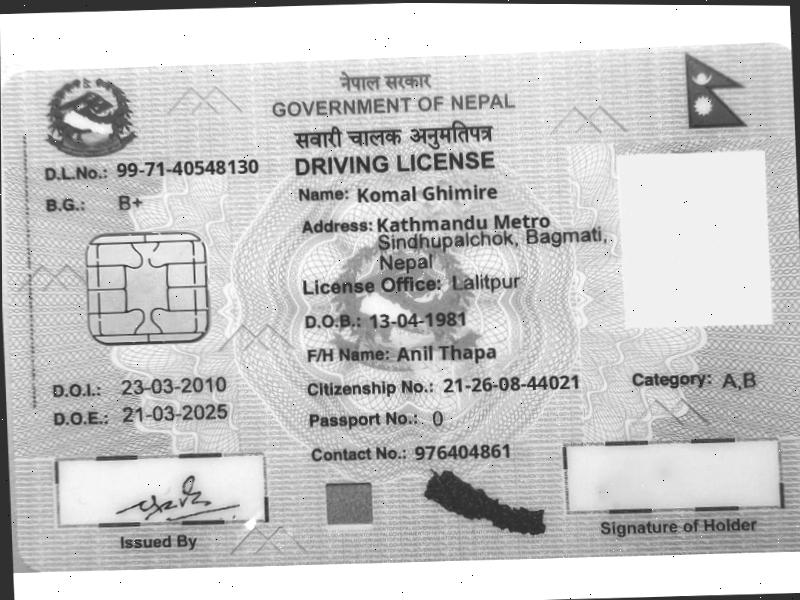 नेपाल सरकार
GOVERNMENT OF NEPAL
सवारी चालक अनुमतिपत्र
DRIVING LICENSE
D.L.No.: 99-71-40548130
B.G.: B+
Name: Komal Ghimire
Address: Kathmandu Metro
Sindhupalchok, Bagmati,
Nepal
License Office: Lalitpur
D.O.B.: 13-04-1981
F/H Name: Anil Thapa
D.O.I.: 23-03-2010
Citizenship No.: 21-26-08-44021
Category: A,B
D.O.E.: 21-03-2025
Passport No.: 0
Contact No.: 976404861
Issued By
Signature of Holder